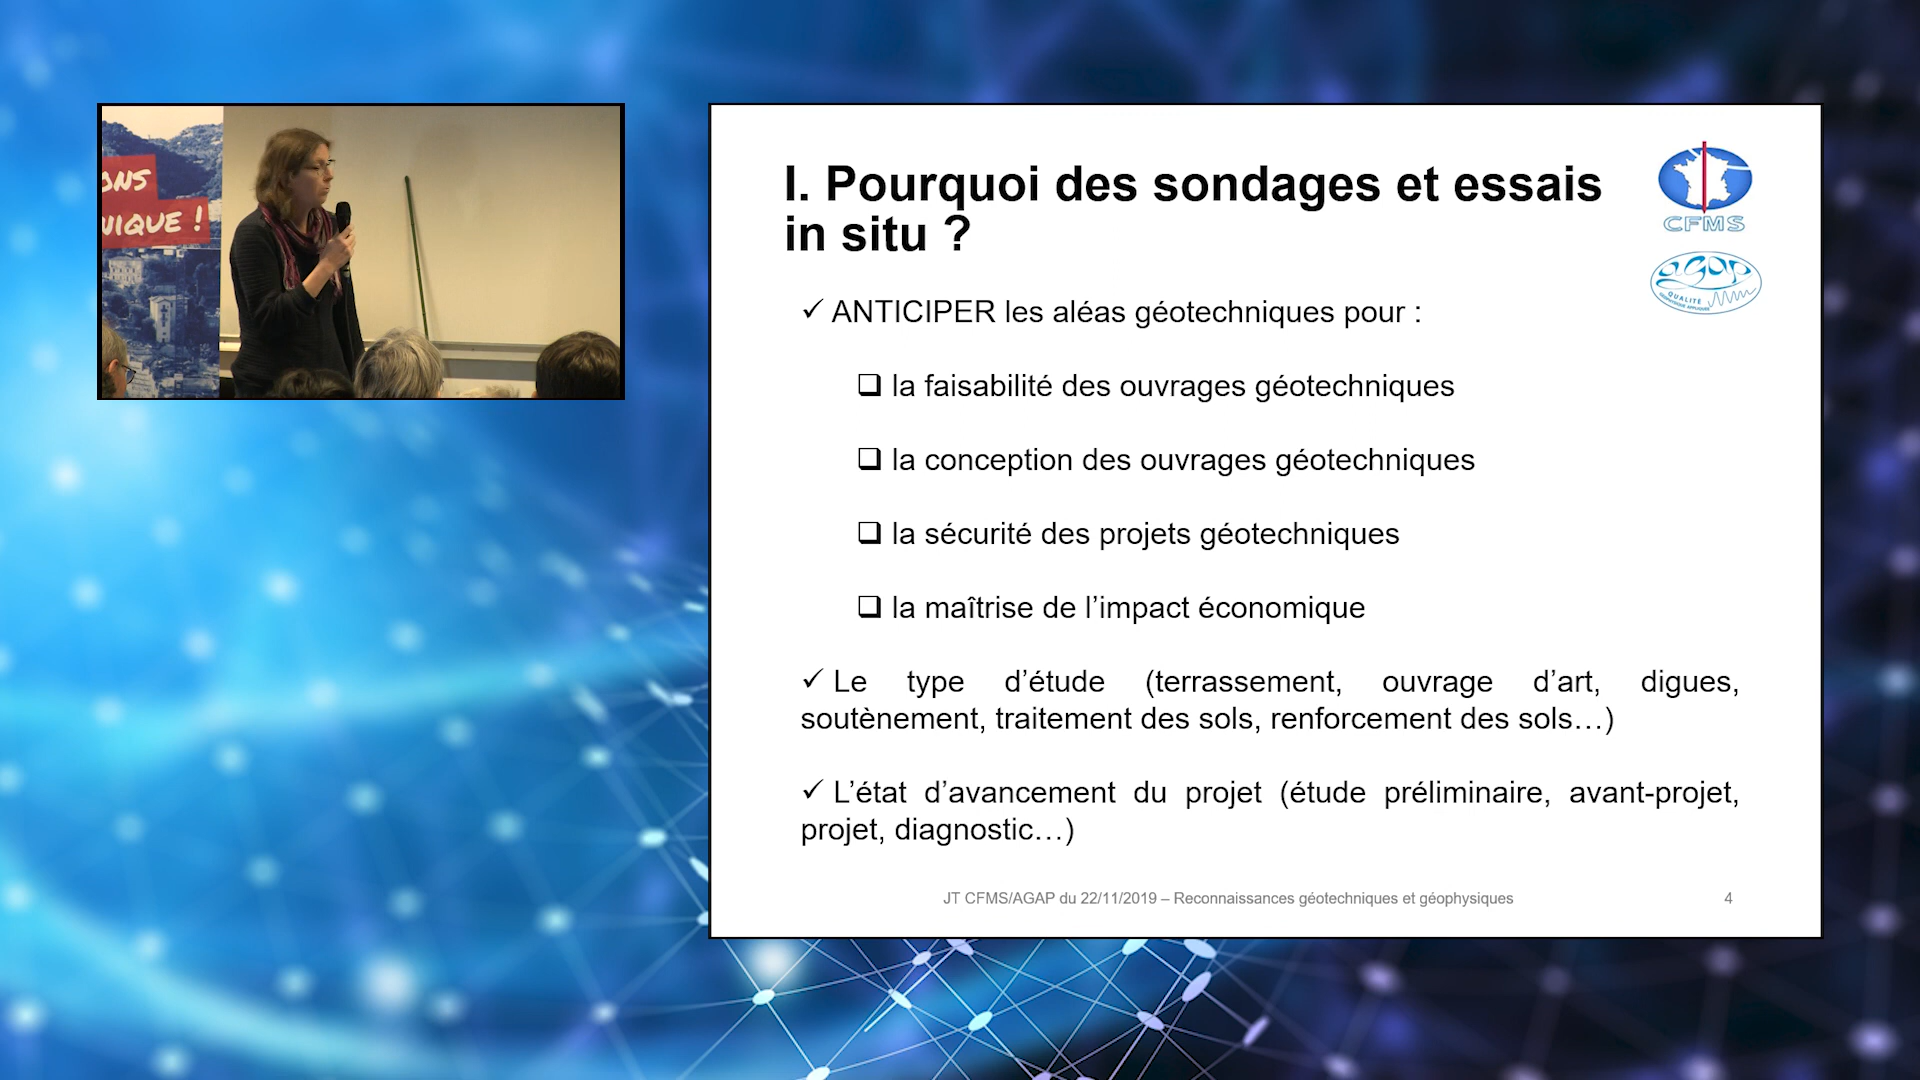 ONS
NIQUE !
I. Pourquoi des sondages et essais
in situ ?
CFMS
agap
QUALITÉ
✓ ANTICIPER les aléas géotechniques pour :
❑ la faisabilité des ouvrages géotechniques
❑ la conception des ouvrages géotechniques
❑ la sécurité des projets géotechniques
❑ la maîtrise de l’impact économique
✓ Le type d’étude (terrassement, ouvrage d’art, digues,
soutènement, traitement des sols, renforcement des sols…)
✓ L’état d’avancement du projet (étude préliminaire, avant-projet,
projet, diagnostic…)
JT CFMS/AGAP du 22/11/2019 – Reconnaissances géotechniques et géophysiques
4